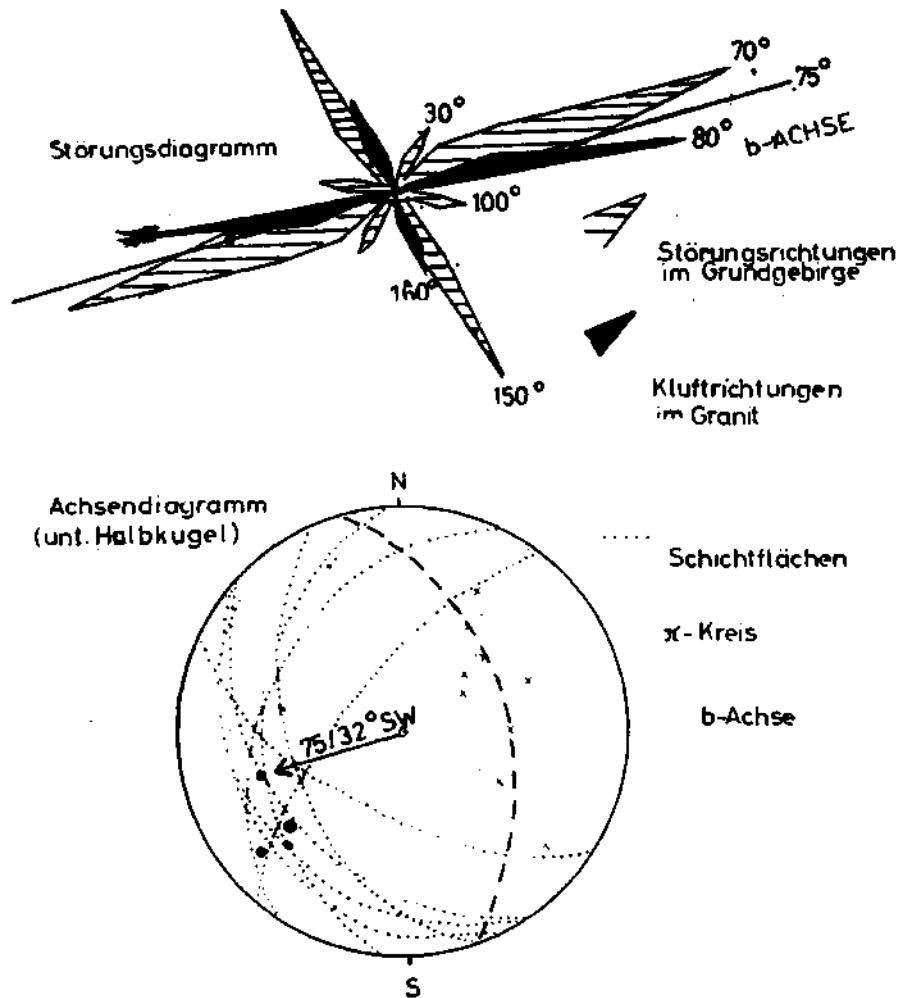 Störungsdiagramm
30°
70°
75°
b-ACHSE
80°
100°
160°
150°
Störungsrichtungen
im Grundgebirge
Kluftrichtungen
im Granit
Achsendiagramm
(unt. Halbkugel)
N
75/32° SW
S
Schichtflächen
π-Kreis
b-Achse